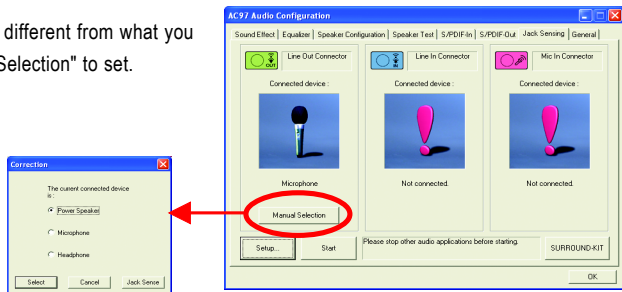 different from what you
Selection" to set.
AC97 Audio Configuration
Sound Effect Equalizer Speaker Configuration Speaker Test S/PDIF-In S/PDIF-Out Jack Sensing General
OUT Line Out Connector
IN Line In Connector
Mic In Connector
Connected device :
Connected device :
Connected device :
Microphone
Not connected.
Not connected.
Manual Selection
Setup... Start Please stop other audio applications before starting. SURROUND-KIT
OK
Correction
The current connected device
is :
Power Speaker
Microphone
Headphone
Select Cancel Jack Sense